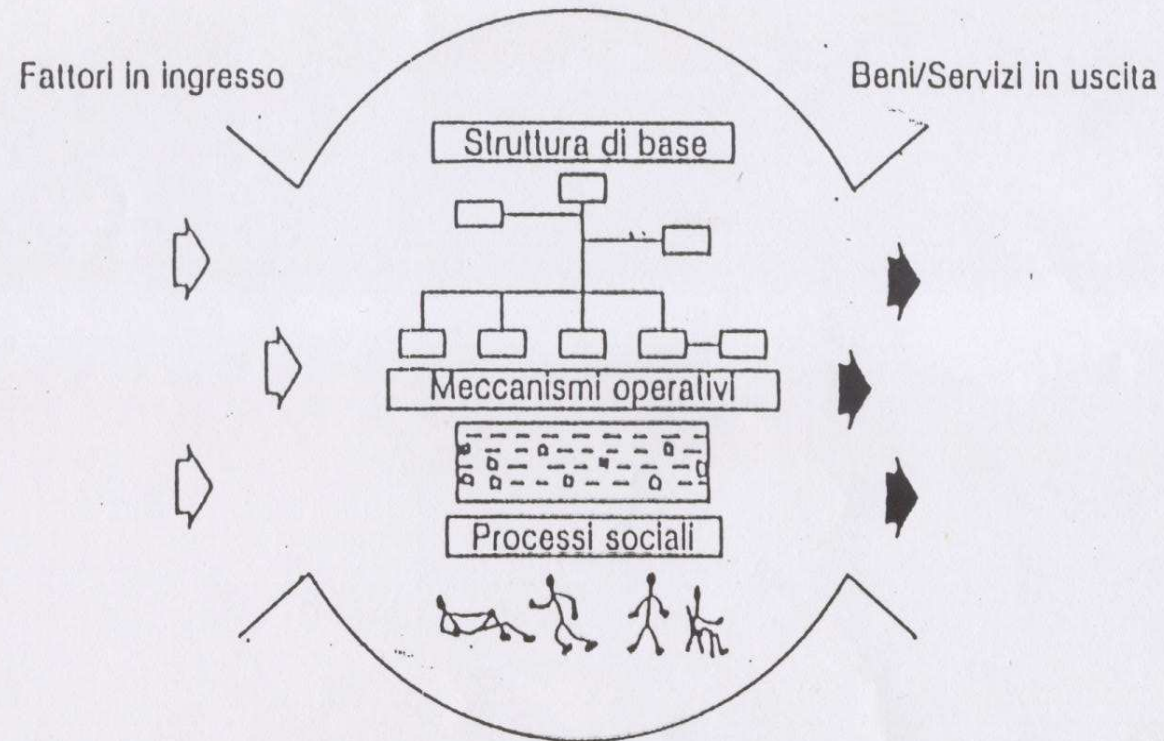 Fattori in ingresso
Beni/Servizi in uscita
Struttura di base
Meccanismi operativi
Processi sociali